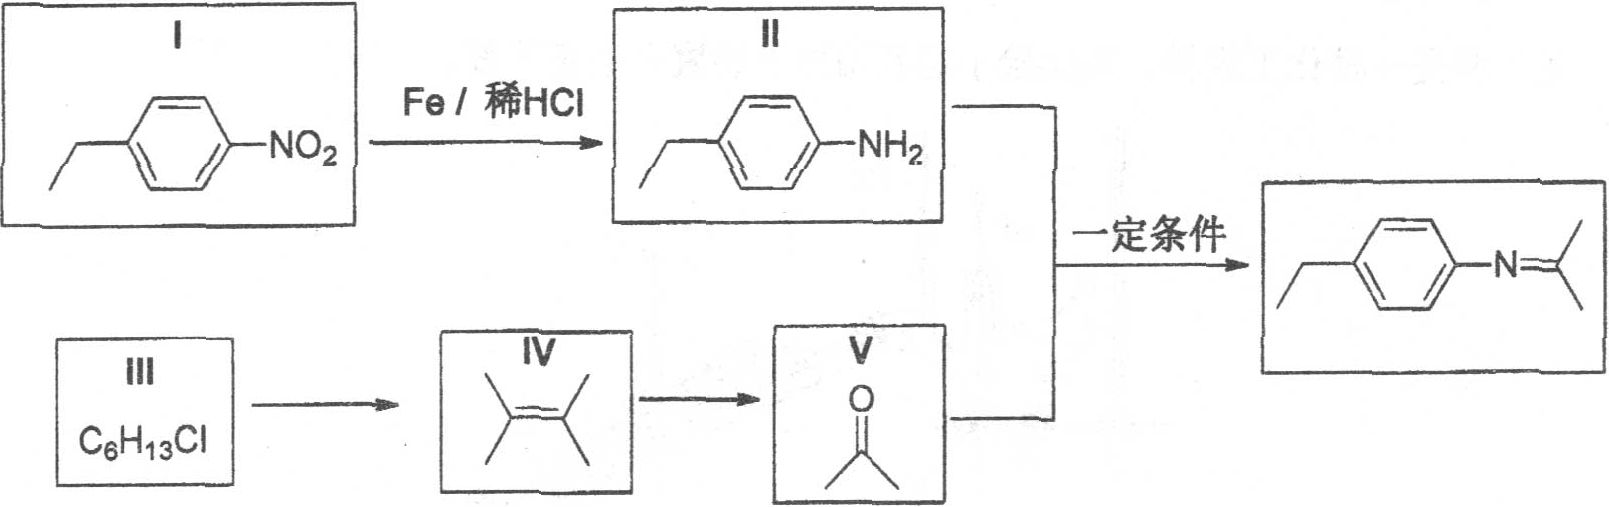 I
NO₂
Fe / 稀HCl
II
NH₂
一定条件
N
III
C₆H₁₃Cl
IV
V
O